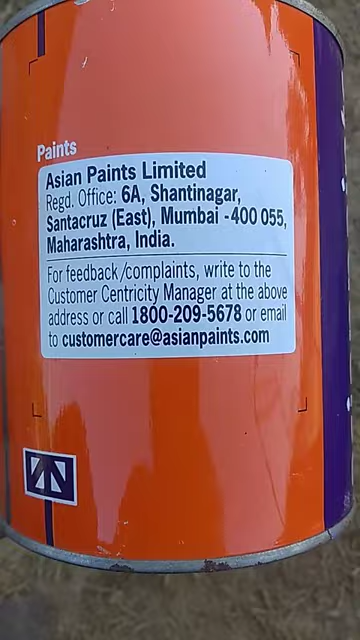 Paints
Asian Paints Limited
Regd. Office: 6A, Shantinagar,
Santacruz (East), Mumbai -400 055,
Maharashtra, India.
For feedback/complaints, write to the
Customer Centricity Manager at the above
address or call 1800-209-5678 or email
to customercare@asianpaints.com